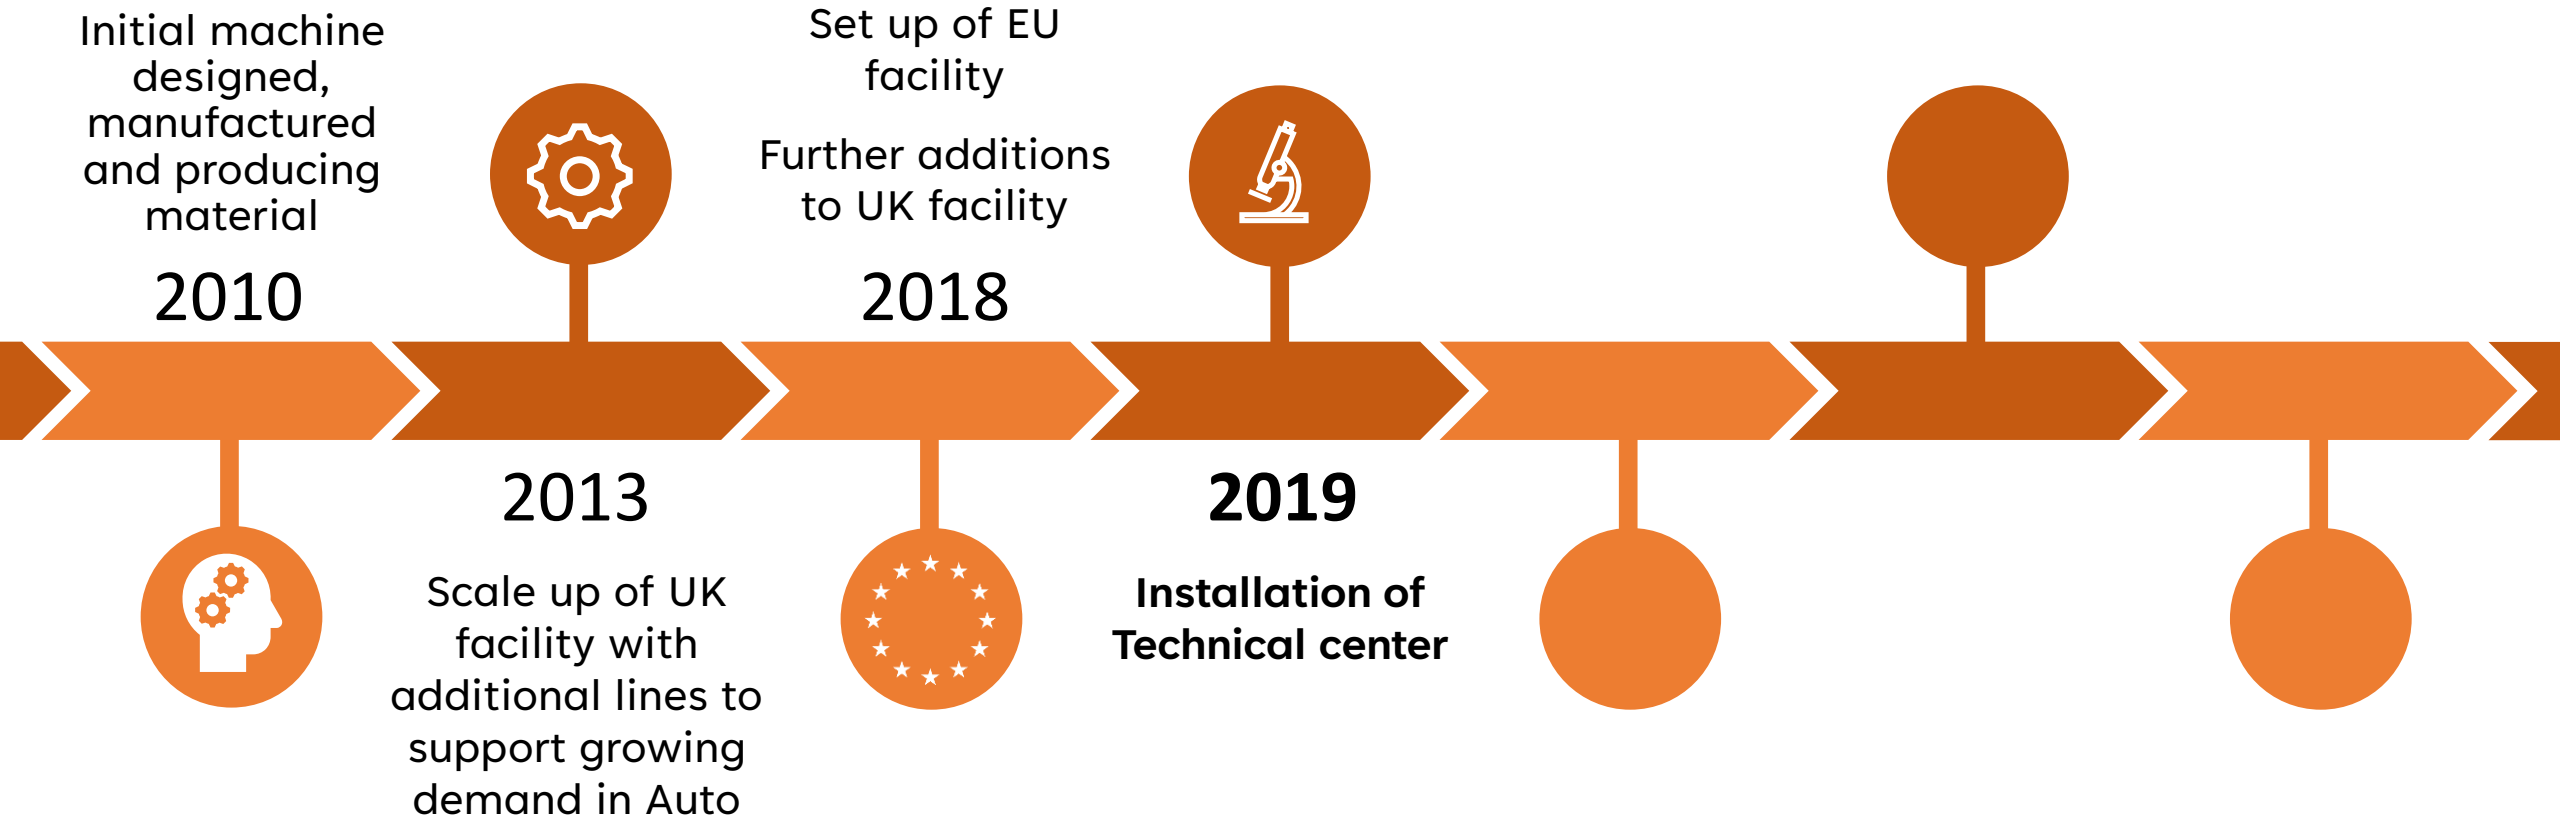 Initial machine
designed,
manufactured
and producing
material
2010
2013
Scale up of UK
facility with
additional lines to
support growing
demand in Auto
Set up of EU
facility
Further additions
to UK facility
2018
2019
Installation of
Technical center